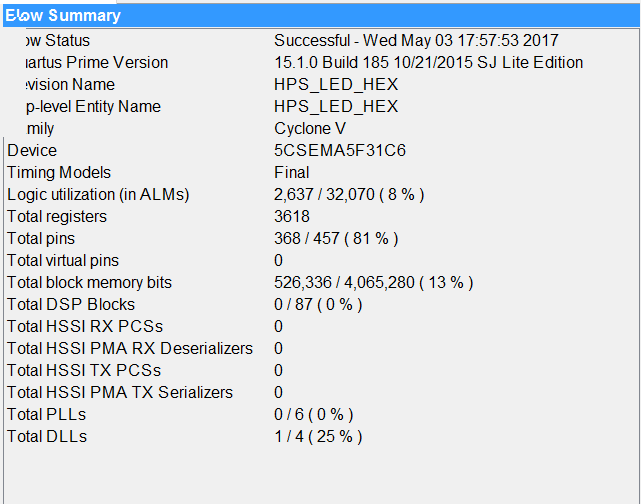 Flow Summary
ow Status Successful - Wed May 03 17:57:53 2017
uartus Prime Version 15.1.0 Build 185 10/21/2015 SJ Lite Edition
evision Name HPS_LED_HEX
p-level Entity Name HPS_LED_HEX
mily Cyclone V
Device 5CSEMA5F31C6
Timing Models Final
Logic utilization (in ALMs) 2,637 / 32,070 ( 8 % )
Total registers 3618
Total pins 368 / 457 ( 81 % )
Total virtual pins 0
Total block memory bits 526,336 / 4,065,280 ( 13 % )
Total DSP Blocks 0 / 87 ( 0 % )
Total HSSI RX PCSs 0
Total HSSI PMA RX Deserializers 0
Total HSSI TX PCSs 0
Total HSSI PMA TX Serializers 0
Total PLLs 0 / 6 ( 0 % )
Total DLLs 1 / 4 ( 25 % )